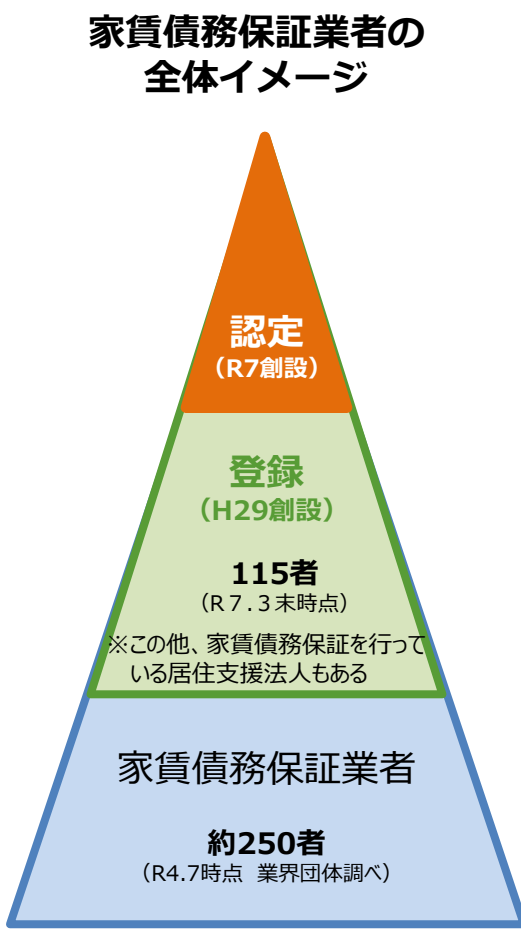 家賃債務保証業者の
全体イメージ
認定
（R7創設）
登録
（H29創設）
115者
（R７.３末時点）
※この他、家賃債務保証を行って
いる居住支援法人もある
家賃債務保証業者
約250者
（R4.7時点 業界団体調べ）